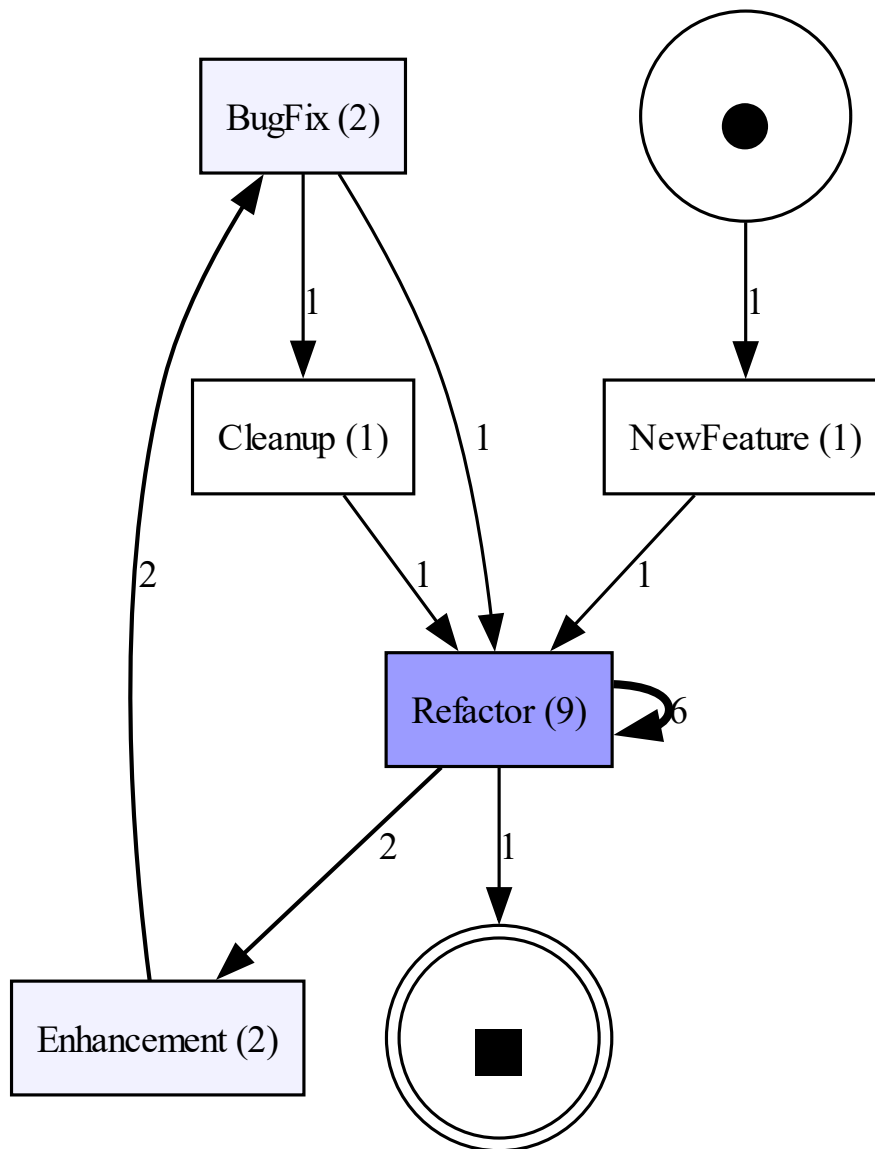 BugFix (2)
1
1
Cleanup (1)
1
NewFeature (1)
2
1
1
Refactor (9)
6
2
1
Enhancement (2)